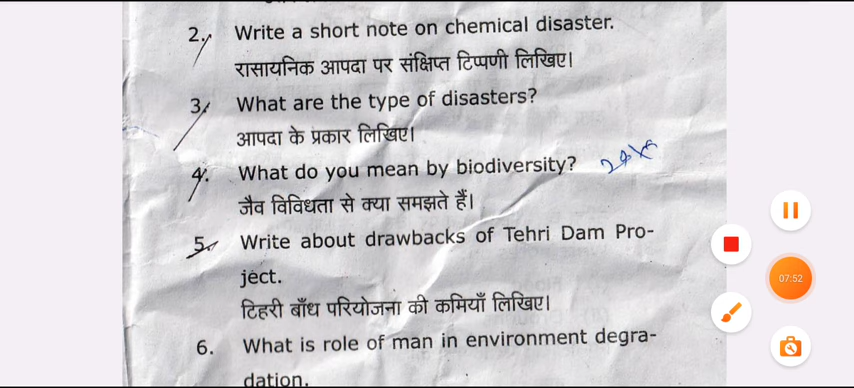 2. Write a short note on chemical disaster.
रासायनिक आपदा पर संक्षिप्त टिप्पणी लिखिए।
3. What are the type of disasters?
आपदा के प्रकार लिखिए।
4. What do you mean by biodiversity?
जैव विविधता से क्या समझते हैं।
5. Write about drawbacks of Tehri Dam Pro-
ject.
टिहरी बाँध परियोजना की कमियाँ लिखिए।
6. What is role of man in environment degra-
dation.
07:52